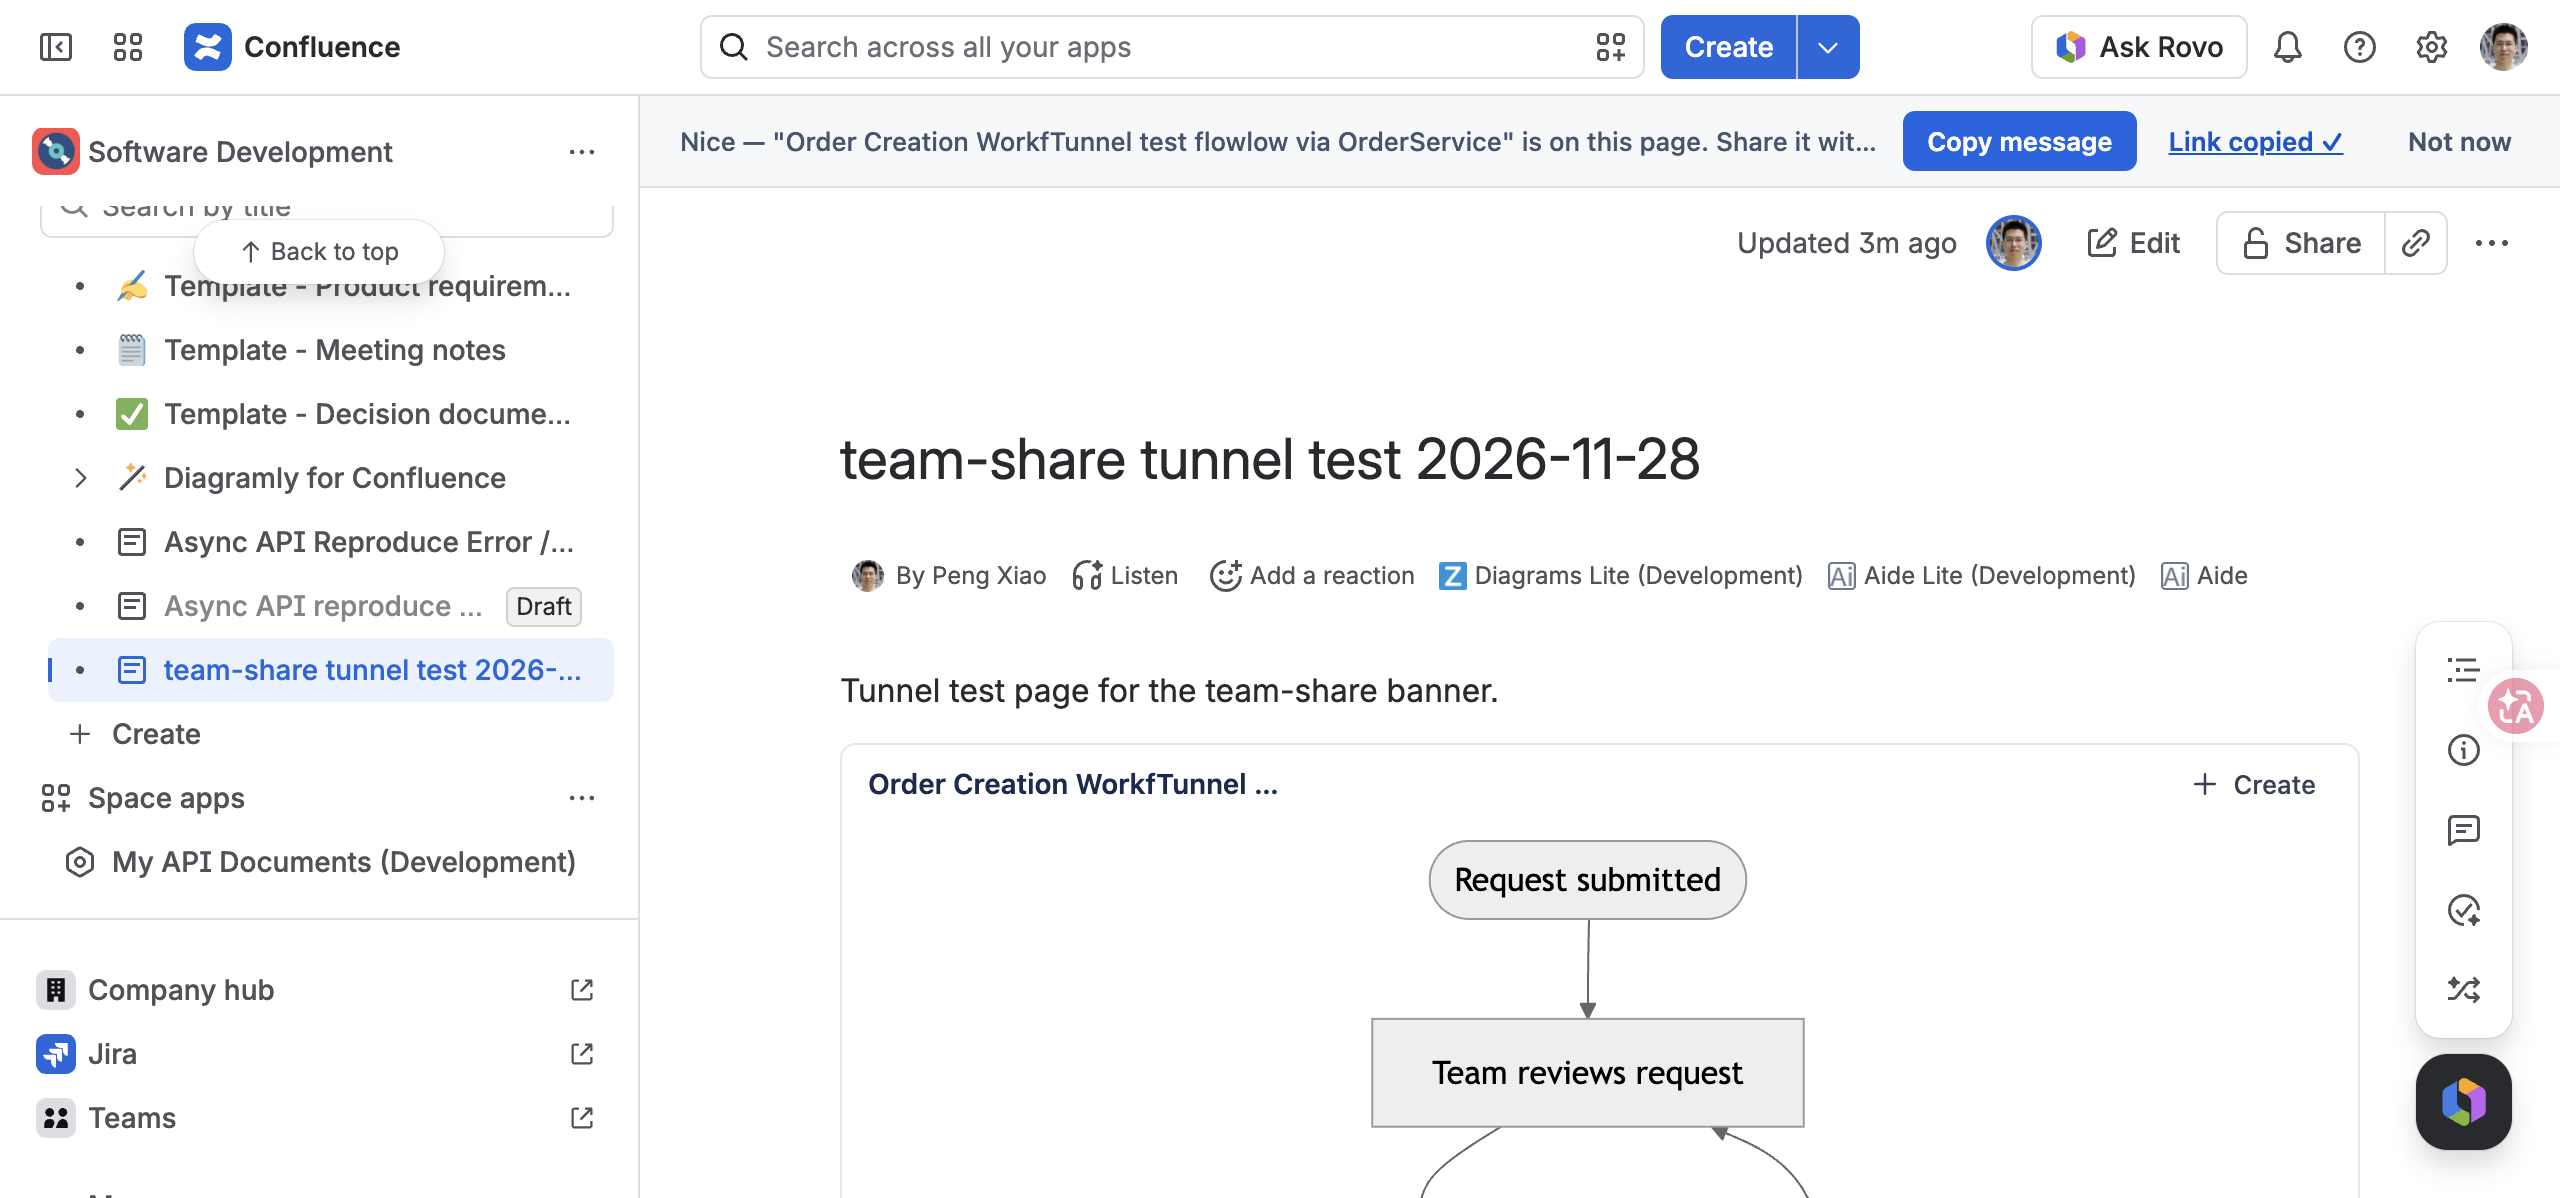 Confluence
Search across all your apps
Create
Ask Rovo
Software Development
Search by title
Back to top
Template - Product requirem...
Template - Meeting notes
Template - Decision docume...
Diagramly for Confluence
Async API Reproduce Error /...
Async API reproduce ... Draft
team-share tunnel test 2026-...
Create
Space apps
My API Documents (Development)
Company hub
Jira
Teams
Nice — "Order Creation WorkfTunnel test flowlow via OrderService" is on this page. Share it wit... Copy message Link copied ✓ Not now
Updated 3m ago Edit Share
team-share tunnel test 2026-11-28
By Peng Xiao Listen Add a reaction Z Diagrams Lite (Development) Ai Aide Lite (Development) Ai Aide
Tunnel test page for the team-share banner.
Order Creation WorkfTunnel ... + Create
Request submitted
Team reviews request